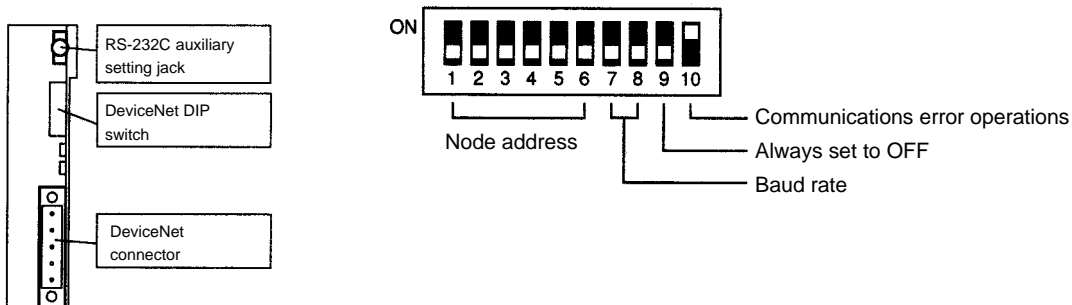 RS-232C auxiliary
setting jack
DeviceNet DIP
switch
DeviceNet
connector
ON
1 2 3 4 5 6 7 8 9 10
Node address
Communications error operations
Always set to OFF
Baud rate